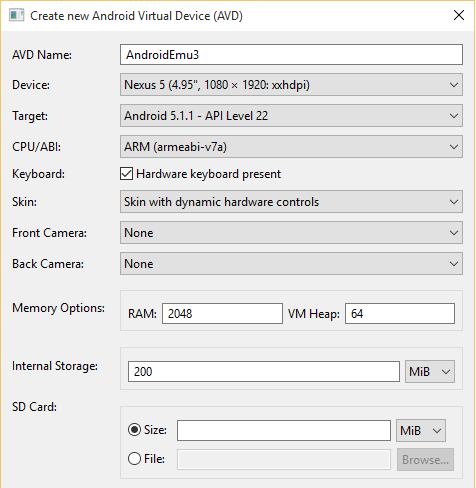 Create new Android Virtual Device (AVD)
AVD Name: AndroidEmu3
Device: Nexus 5 (4.95", 1080 × 1920: xxhdpi)
Target: Android 5.1.1 - API Level 22
CPU/ABI: ARM (armeabi-v7a)
Keyboard: Hardware keyboard present
Skin: Skin with dynamic hardware controls
Front Camera: None
Back Camera: None
Memory Options: RAM: 2048 VM Heap: 64
Internal Storage: 200 MiB
SD Card:
Size: MiB
File: Browse...